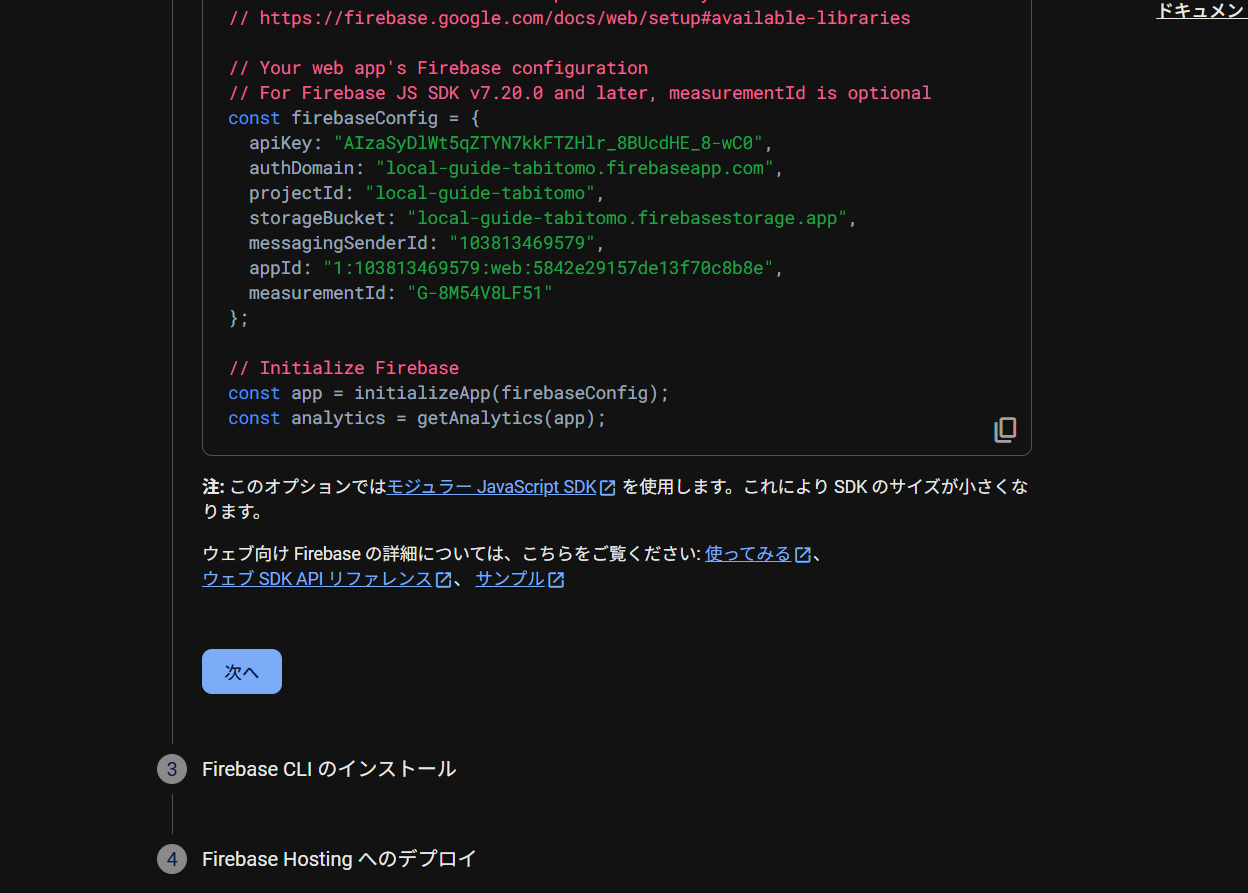 // https://firebase.google.com/docs/web/setup#available-libraries
ドキュメン
// Your web app's Firebase configuration
// For Firebase JS SDK v7.20.0 and later, measurementId is optional
const firebaseConfig = {
apiKey: "AIzaSyDlWt5qZTYN7kkFTZHlr_8BUcdHE_8-wC0",
authDomain: "local-guide-tabitomo.firebaseapp.com",
projectId: "local-guide-tabitomo",
storageBucket: "local-guide-tabitomo.firebasestorage.app",
messagingSenderId: "103813469579",
appId: "1:103813469579:web:5842e29157de13f70c8b8e",
measurementId: "G-8M54V8LF51"
};
// Initialize Firebase
const app = initializeApp(firebaseConfig);
const analytics = getAnalytics(app);
注: このオプションではモジュラー JavaScript SDK を使用します。これにより SDK のサイズが小さくな
ります。
ウェブ向け Firebase の詳細については、こちらをご覧ください: 使ってみる、
ウェブ SDK API リファレンス、 サンプル
次へ
3 Firebase CLI のインストール
4 Firebase Hosting へのデプロイ